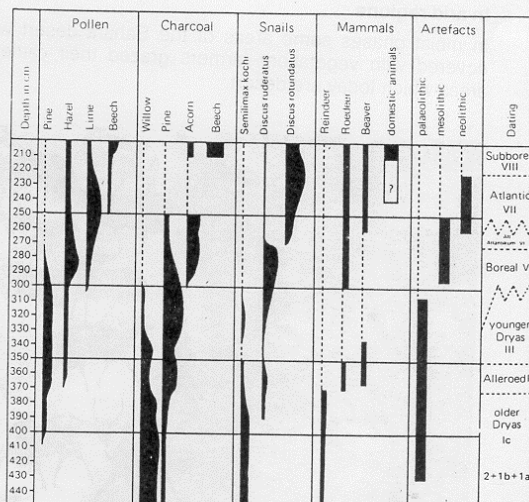 Pollen Charcoal Snails Mammals Artefacts
Depth in cm
Pine
Hazel
Lime
Beech
Willow
Pine
Acorn
Beech
Semilimax kochi
Discus ruderatus
Discus rotundatus
Reindeer
Roedeer
Beaver
domestic animals
palaeolithic
mesolithic
neolithic
Dating
210
220
230
240
250
260
270
280
290
300
310
320
330
340
350
360
370
380
390
400
410
420
430
440
?
Subbore
VIII
Atlantic
VII
Boreal V
younger
Dryas
III
Alleroed I
older
Dryas
Ic
2+1b+1a